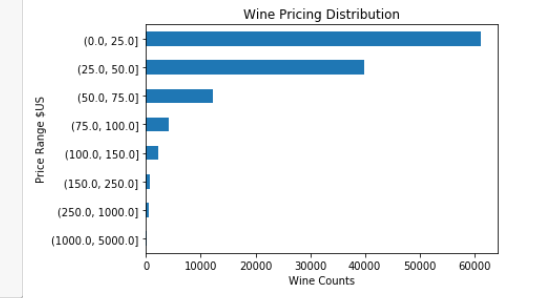 Wine Pricing Distribution
Price Range $US
(0.0, 25.0]
(25.0, 50.0]
(50.0, 75.0]
(75.0, 100.0]
(100.0, 150.0]
(150.0, 250.0]
(250.0, 1000.0]
(1000.0, 5000.0]
0 10000 20000 30000 40000 50000 60000
Wine Counts